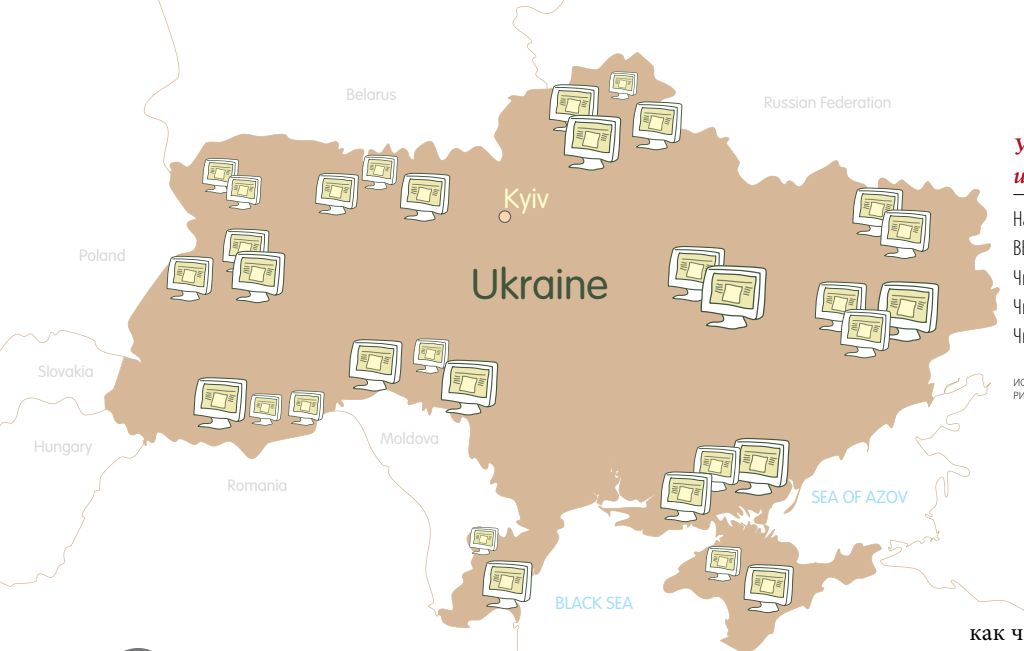 Belarus
Russian Federation
Kyiv
Poland
Ukraine
Slovakia
Moldova
Hungary
Romania
SEA OF AZOV
BLACK SEA
как ч